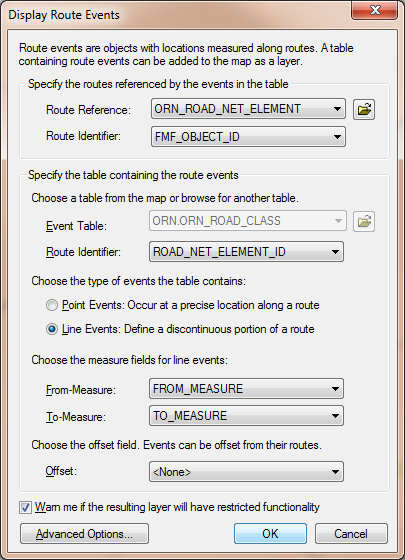 Display Route Events
Route events are objects with locations measured along routes. A table
containing route events can be added to the map as a layer.
Specify the routes referenced by the events in the table
Route Reference: ORN_ROAD_NET_ELEMENT
Route Identifier: FMF_OBJECT_ID
Specify the table containing the route events
Choose a table from the map or browse for another table.
Event Table: ORN.ORN_ROAD_CLASS
Route Identifier: ROAD_NET_ELEMENT_ID
Choose the type of events the table contains:
Point Events: Occur at a precise location along a route
Line Events: Define a discontinuous portion of a route
Choose the measure fields for line events:
From-Measure: FROM_MEASURE
To-Measure: TO_MEASURE
Choose the offset field. Events can be offset from their routes.
Offset: <None>
Warn me if the resulting layer will have restricted functionality
Advanced Options... OK Cancel